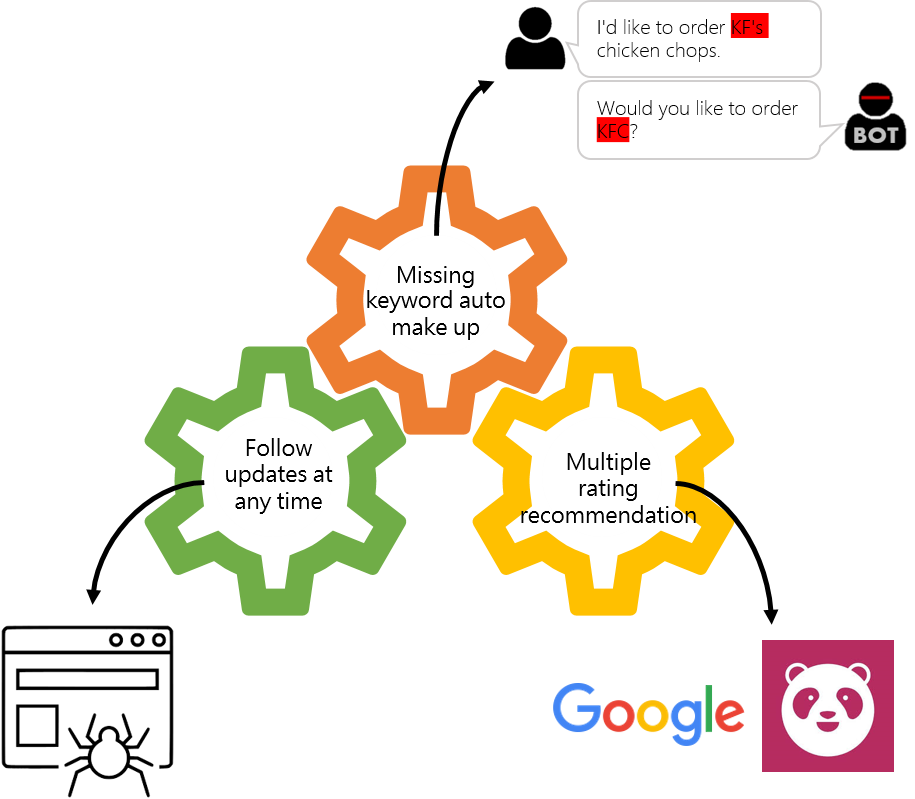 I'd like to order KF's
chicken chops.
Would you like to order
KFC?
BOT
Missing
keyword auto
make up
Follow
updates at
any time
Multiple
rating
recommendation
Google